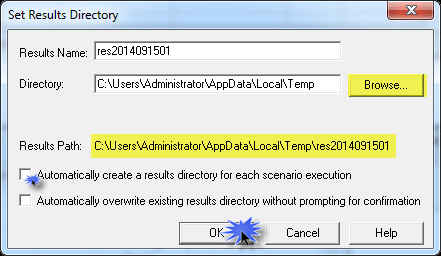 Set Results Directory
Results Name: res2014091501
Directory: C:\Users\Administrator\AppData\Local\Temp Browse...
Results Path: C:\Users\Administrator\AppData\Local\Temp\res2014091501
Automatically create a results directory for each scenario execution
Automatically overwrite existing results directory without prompting for confirmation
OK Cancel Help